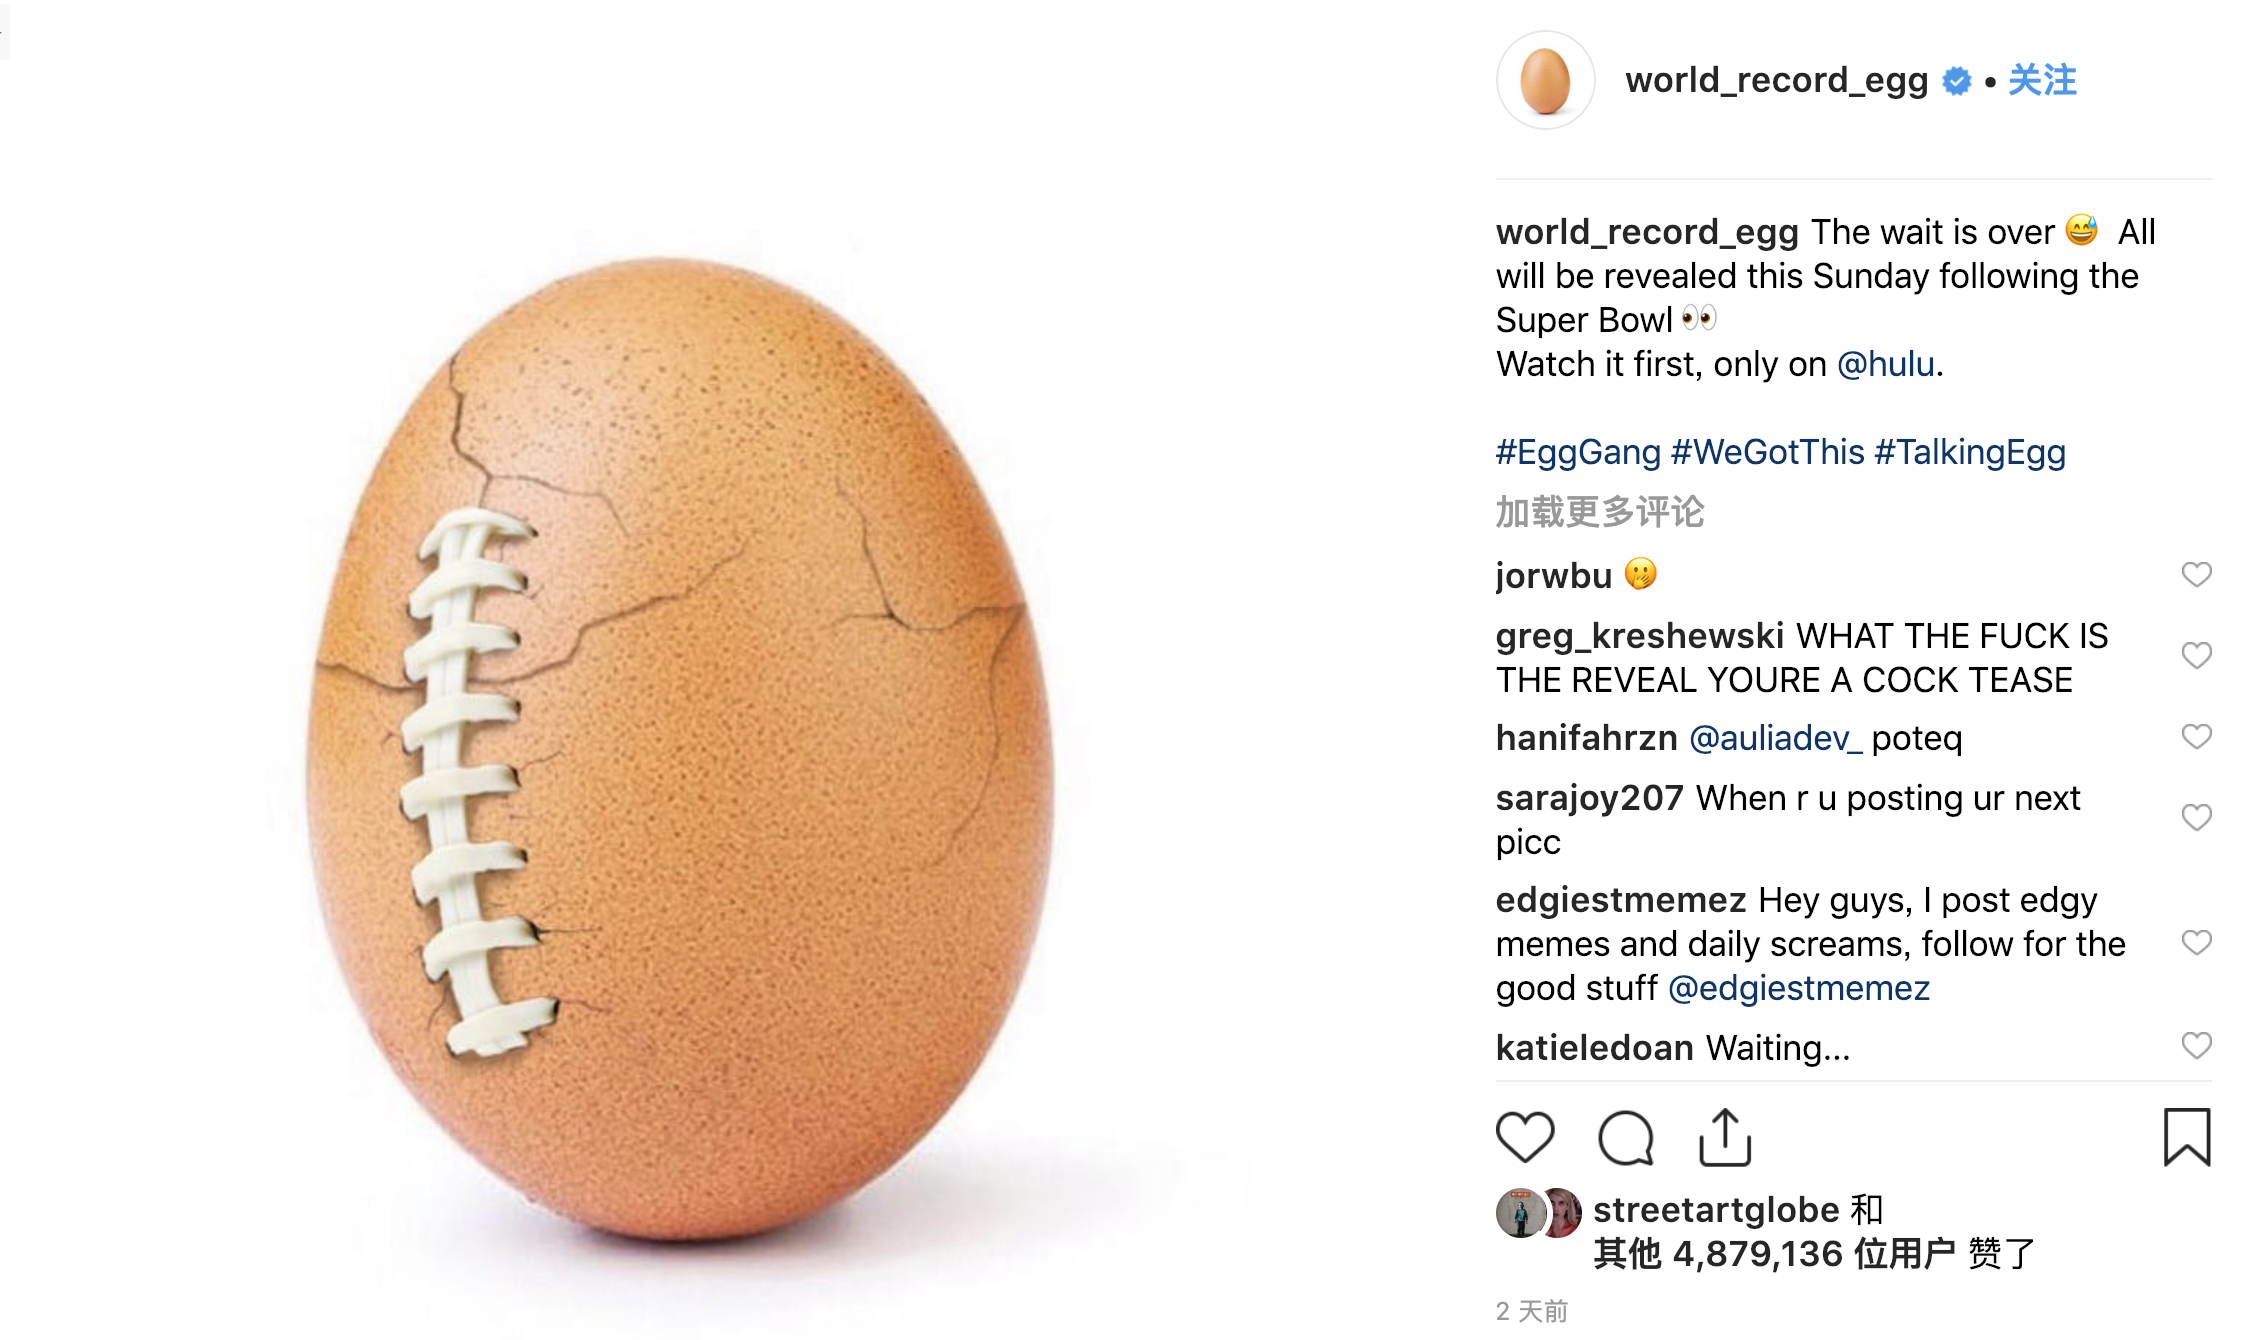 world_record_egg • 关注
world_record_egg The wait is over 😅 All
will be revealed this Sunday following the
Super Bowl 👀
Watch it first, only on @hulu.
#EggGang #WeGotThis #TalkingEgg
加载更多评论
jorwbu 🤭
greg_kreshewski WHAT THE FUCK IS
THE REVEAL YOURE A COCK TEASE
hanifahrzn @auliadev_ poteq
sarajoy207 When r u posting ur next
picc
edgiestmemez Hey guys, I post edgy
memes and daily screams, follow for the
good stuff @edgiestmemez
katieledoan Waiting...
streetartglobe 和
其他 4,879,136 位用户 赞了
2 天前